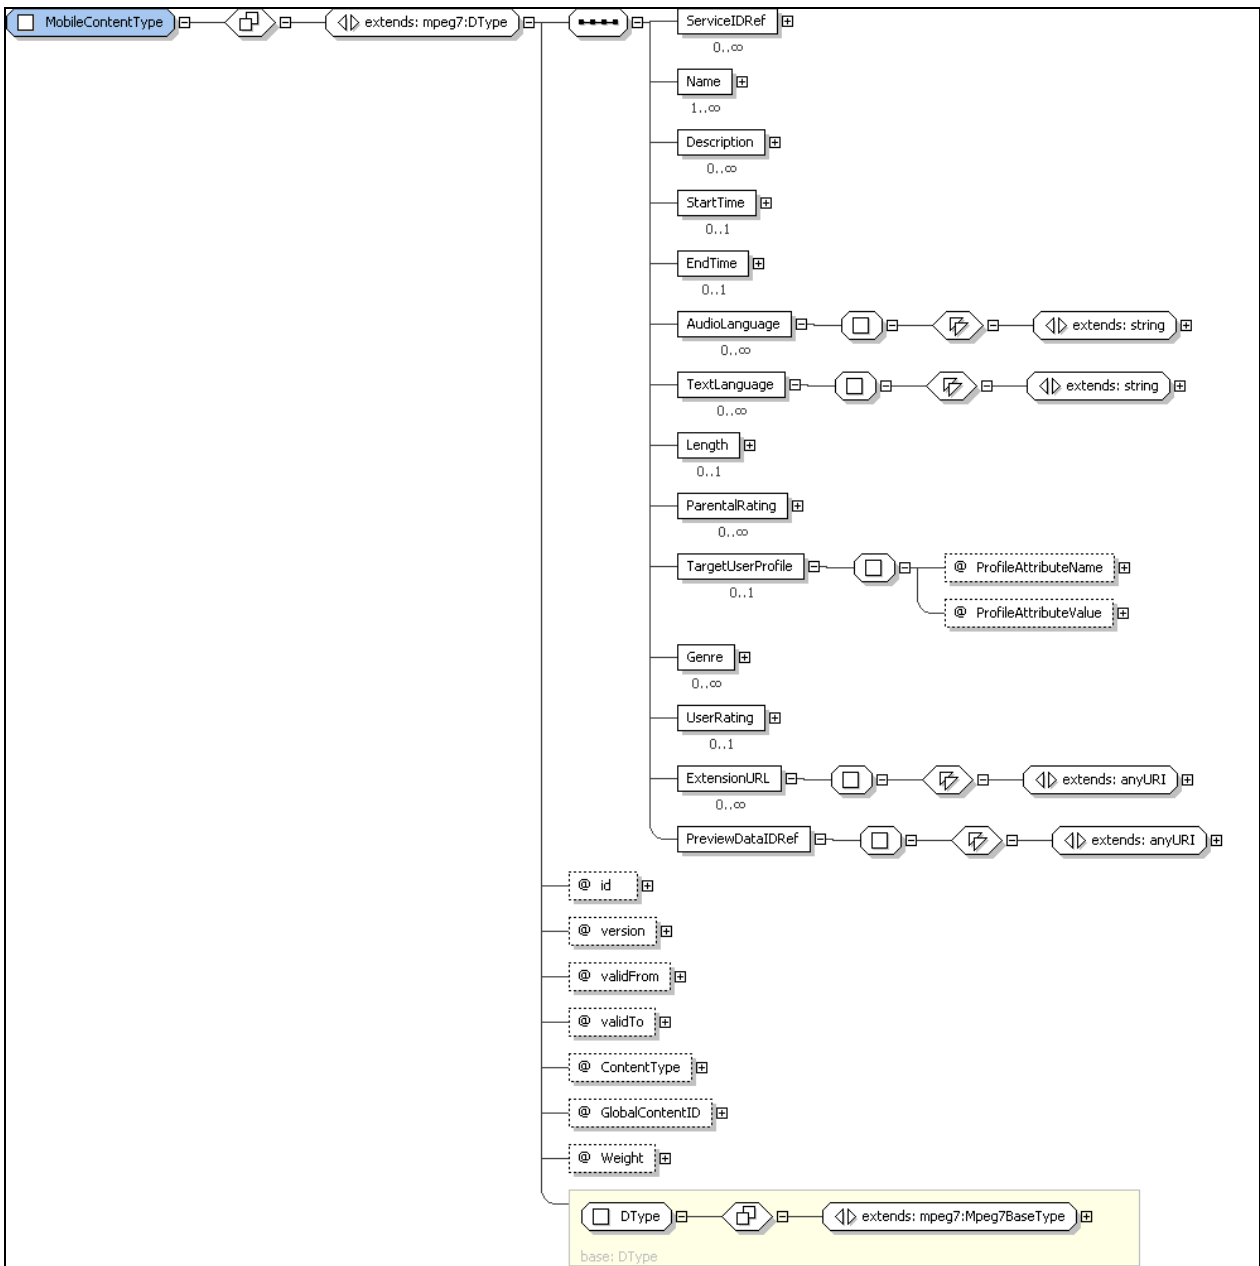 MobileContentType
extends: mpeg7:DType
ServiceIDRef
0..∞
Name
1..∞
Description
0..∞
StartTime
0..1
EndTime
0..1
AudioLanguage extends: string
0..∞
TextLanguage extends: string
0..∞
Length
0..1
ParentalRating
0..∞
TargetUserProfile @ ProfileAttributeName
0..1
@ ProfileAttributeValue
Genre
0..∞
UserRating
0..1
ExtensionURL extends: anyURI
0..∞
PreviewDataIDRef extends: anyURI
@ id
@ version
@ validFrom
@ validTo
@ ContentType
@ GlobalContentID
@ Weight
DType extends: mpeg7:Mpeg7BaseType
base: DType